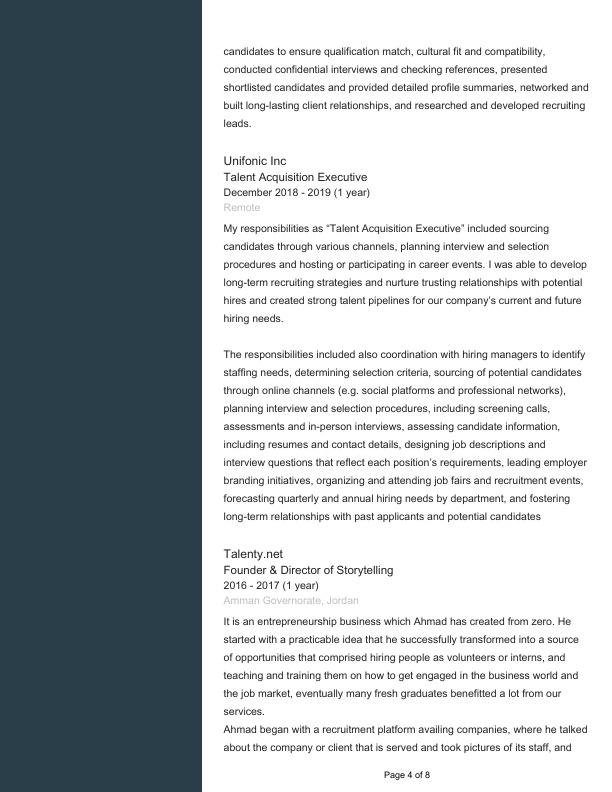 candidates to ensure qualification match, cultural fit and compatibility,
conducted confidential interviews and checking references, presented
shortlisted candidates and provided detailed profile summaries, networked and
built long-lasting client relationships, and researched and developed recruiting
leads.
Unifonic Inc
Talent Acquisition Executive
December 2018 - 2019 (1 year)
Remote
My responsibilities as “Talent Acquisition Executive” included sourcing
candidates through various channels, planning interview and selection
procedures and hosting or participating in career events. I was able to develop
long-term recruiting strategies and nurture trusting relationships with potential
hires and created strong talent pipelines for our company’s current and future
hiring needs.
The responsibilities included also coordination with hiring managers to identify
staffing needs, determining selection criteria, sourcing of potential candidates
through online channels (e.g. social platforms and professional networks),
planning interview and selection procedures, including screening calls,
assessments and in-person interviews, assessing candidate information,
including resumes and contact details, designing job descriptions and
interview questions that reflect each position’s requirements, leading employer
branding initiatives, organizing and attending job fairs and recruitment events,
forecasting quarterly and annual hiring needs by department, and fostering
long-term relationships with past applicants and potential candidates
Talenty.net
Founder & Director of Storytelling
2016 - 2017 (1 year)
Amman Governorate, Jordan
It is an entrepreneurship business which Ahmad has created from zero. He
started with a practicable idea that he successfully transformed into a source
of opportunities that comprised hiring people as volunteers or interns, and
teaching and training them on how to get engaged in the business world and
the job market, eventually many fresh graduates benefitted a lot from our
services.
Ahmad began with a recruitment platform availing companies, where he talked
about the company or client that is served and took pictures of its staff, and
Page 4 of 8